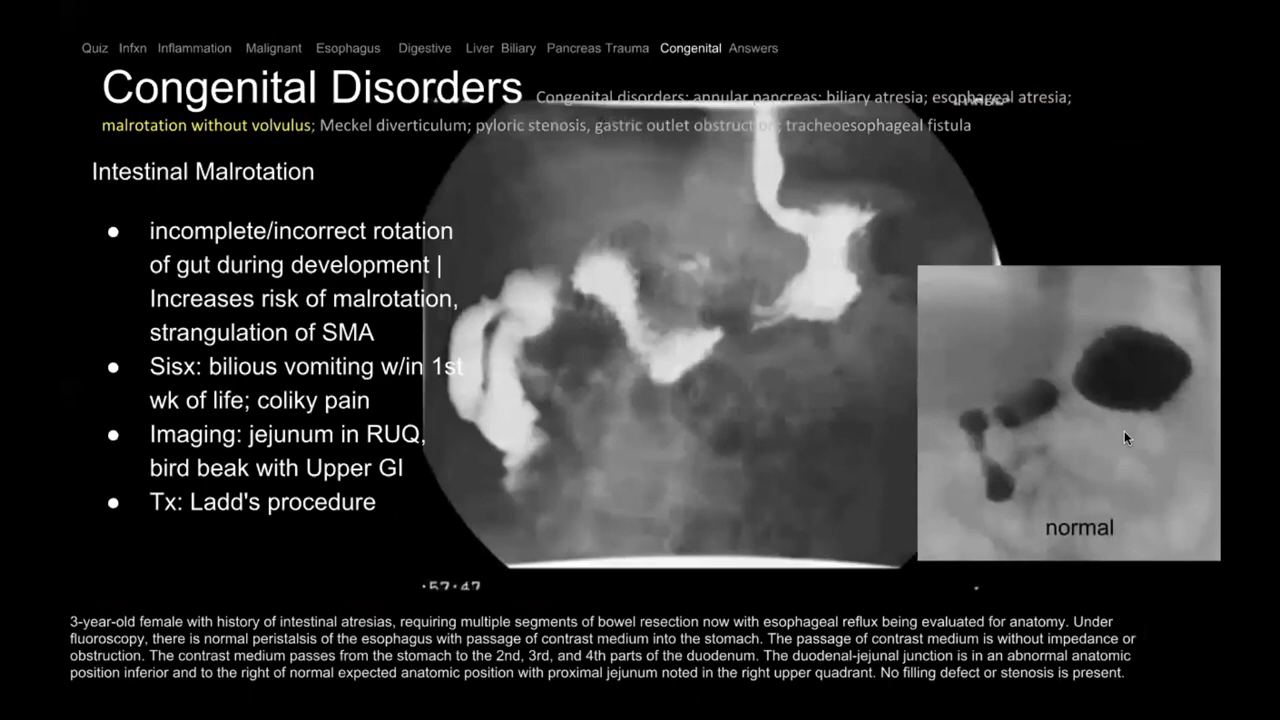 Quiz Infxn Inflammation Malignant Esophagus Digestive Liver Biliary Pancreas Trauma Congenital Answers
Congenital Disorders Congenital disorders: annular pancreas; biliary atresia; esophageal atresia;
malrotation without volvulus; Meckel diverticulum; pyloric stenosis, gastric outlet obstruction; tracheoesophageal fistula
Intestinal Malrotation
● incomplete/incorrect rotation
of gut during development |
Increases risk of malrotation,
strangulation of SMA
● Sisx: bilious vomiting w/in 1st
wk of life; coliky pain
● Imaging: jejunum in RUQ,
bird beak with Upper GI
● Tx: Ladd's procedure
normal
3-year-old female with history of intestinal atresias, requiring multiple segments of bowel resection now with esophageal reflux being evaluated for anatomy. Under
fluoroscopy, there is normal peristalsis of the esophagus with passage of contrast medium into the stomach. The passage of contrast medium is without impedance or
obstruction. The contrast medium passes from the stomach to the 2nd, 3rd, and 4th parts of the duodenum. The duodenal-jejunal junction is in an abnormal anatomic
position inferior and to the right of normal expected anatomic position with proximal jejunum noted in the right upper quadrant. No filling defect or stenosis is present.